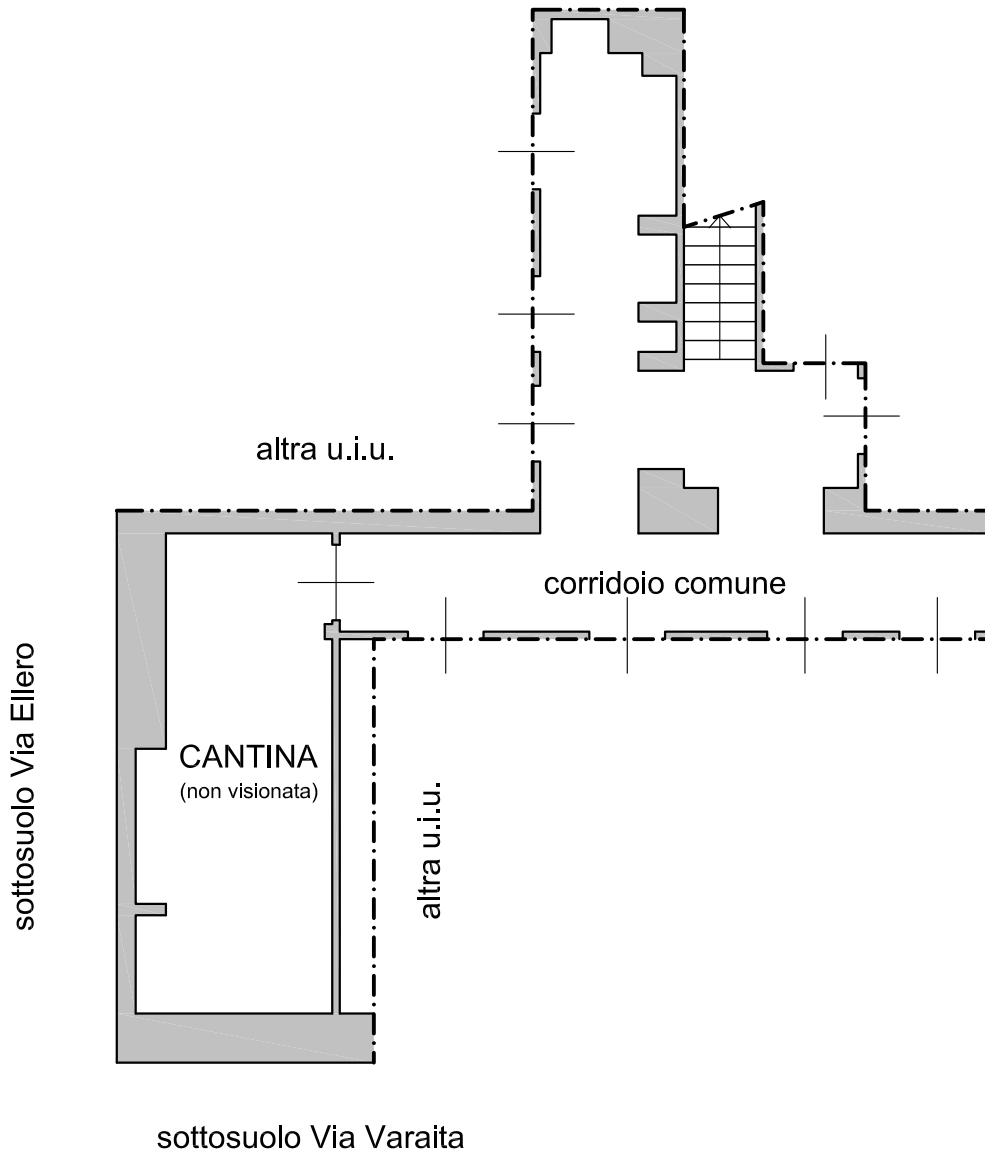 altra u.i.u.
corridoio comune
sottosuolo Via Ellero
CANTINA
(non visionata)
altra u.i.u.
sottosuolo Via Varaita